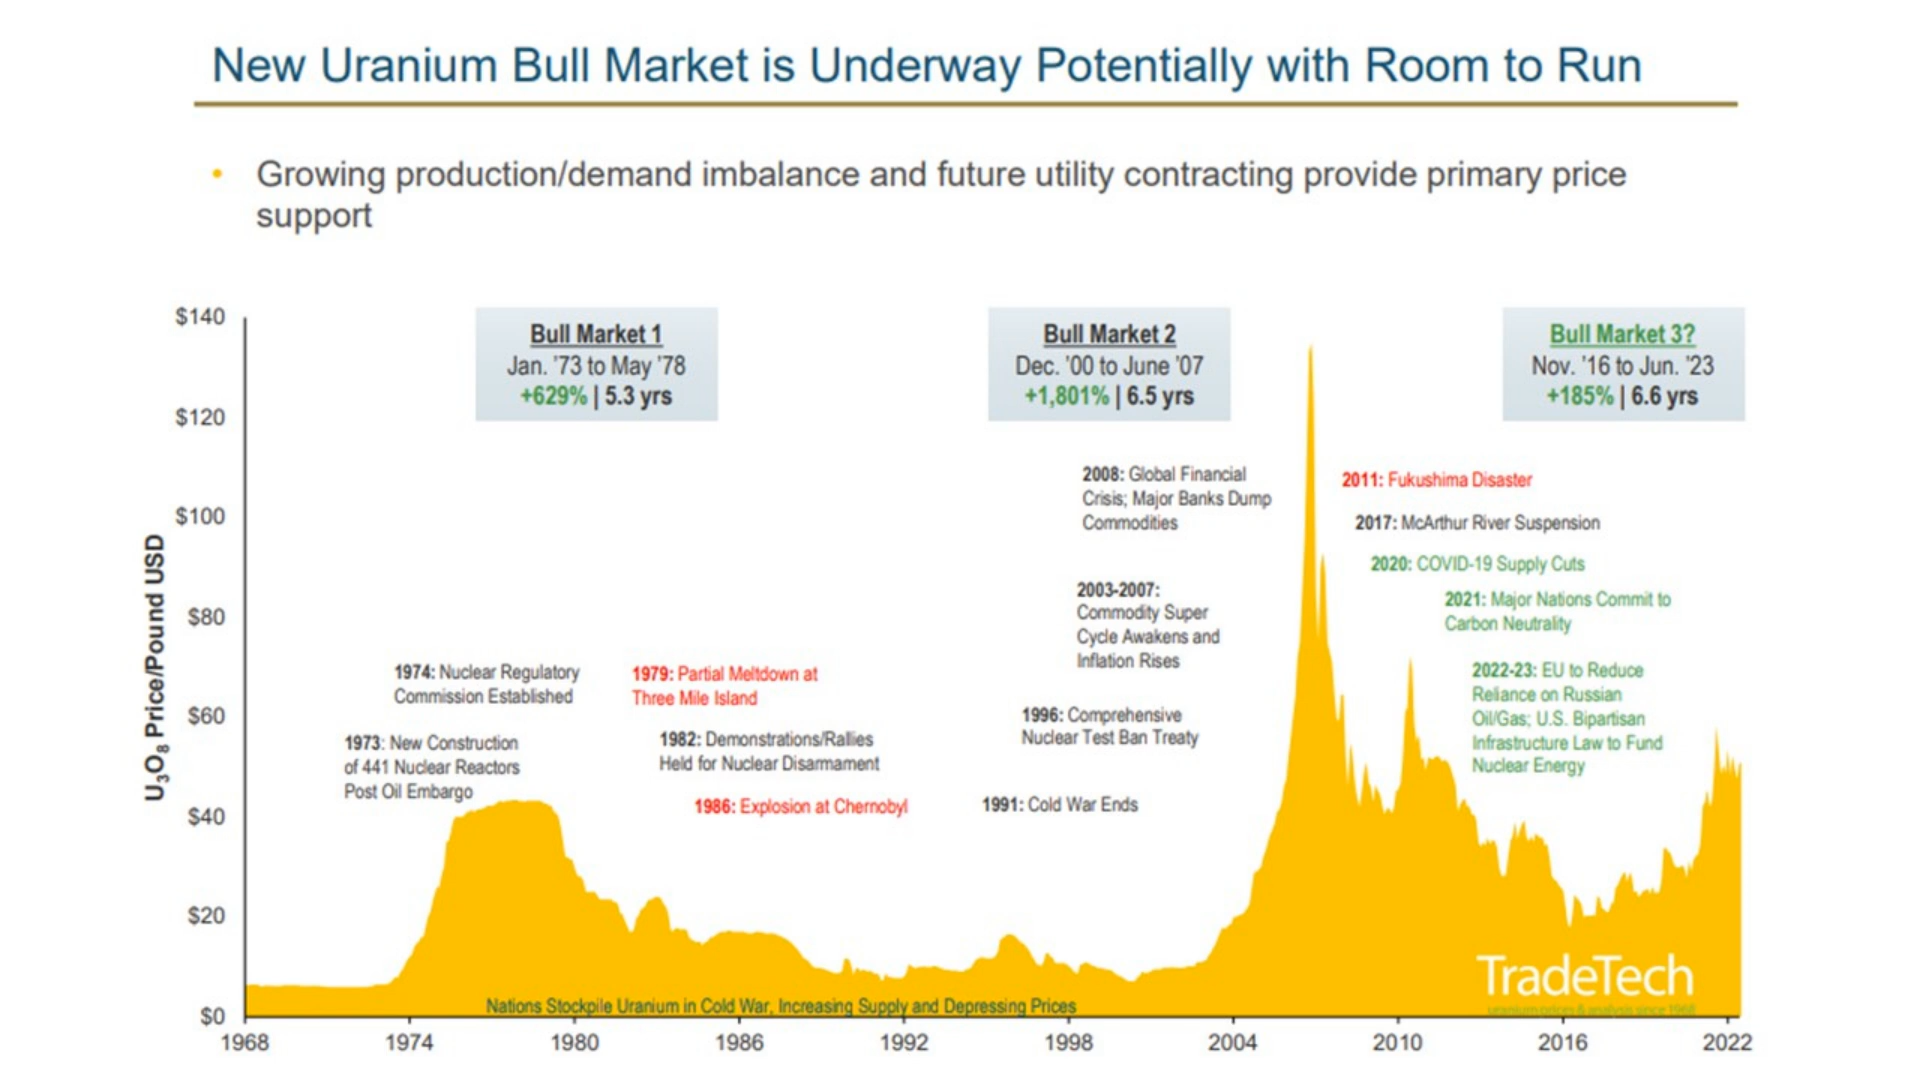 New Uranium Bull Market is Underway Potentially with Room to Run
• Growing production/demand imbalance and future utility contracting provide primary price
support
$140
$120
$100
$80
$60
$40
$20
$0
U₃O₈ Price/Pound USD
Bull Market 1
Jan. '73 to May '78
+629% | 5.3 yrs
Bull Market 2
Dec. '00 to June '07
+1,801% | 6.5 yrs
Bull Market 3?
Nov. '16 to Jun. '23
+185% | 6.6 yrs
1973: New Construction
of 441 Nuclear Reactors
Post Oil Embargo
1974: Nuclear Regulatory
Commission Established
1979: Partial Meltdown at
Three Mile Island
1982: Demonstrations/Rallies
Held for Nuclear Disarmament
1986: Explosion at Chernobyl
1991: Cold War Ends
1996: Comprehensive
Nuclear Test Ban Treaty
2003-2007:
Commodity Super
Cycle Awakens and
Inflation Rises
2008: Global Financial
Crisis; Major Banks Dump
Commodities
2011: Fukushima Disaster
2017: McArthur River Suspension
2020: COVID-19 Supply Cuts
2021: Major Nations Commit to
Carbon Neutrality
2022-23: EU to Reduce
Reliance on Russian
Oil/Gas; U.S. Bipartisan
Infrastructure Law to Fund
Nuclear Energy
Nations Stockpile Uranium in Cold War, Increasing Supply and Depressing Prices
TradeTech
uranium prices & analysis since 1968
1968
1974
1980
1986
1992
1998
2004
2010
2016
2022